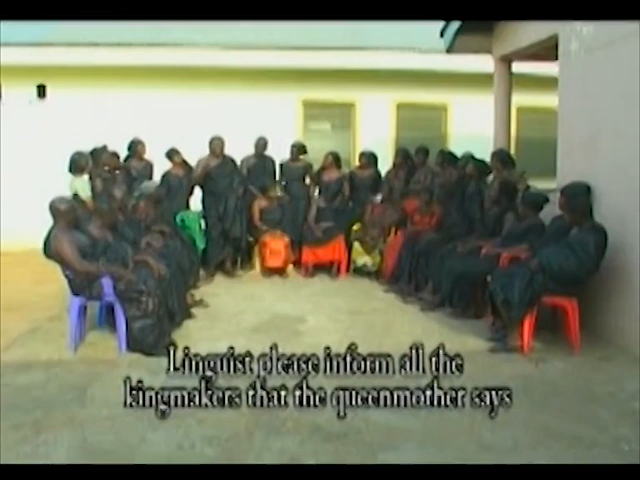 Linguist please inform all the
kingmakers that the queenmother says